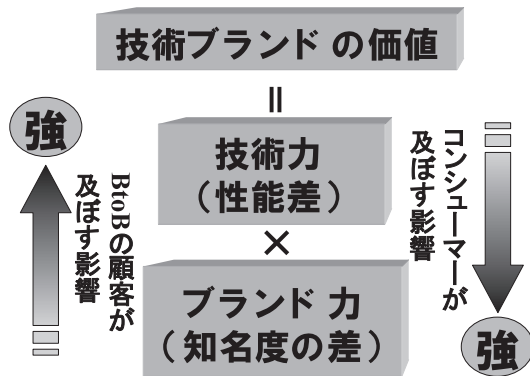 技術ブランドの価値
=
強
技術力
(性能差)
×
ブランド力
(知名度の差)
BtoBの顧客が
及ぼす影響
コンシューマーが
及ぼす影響
強